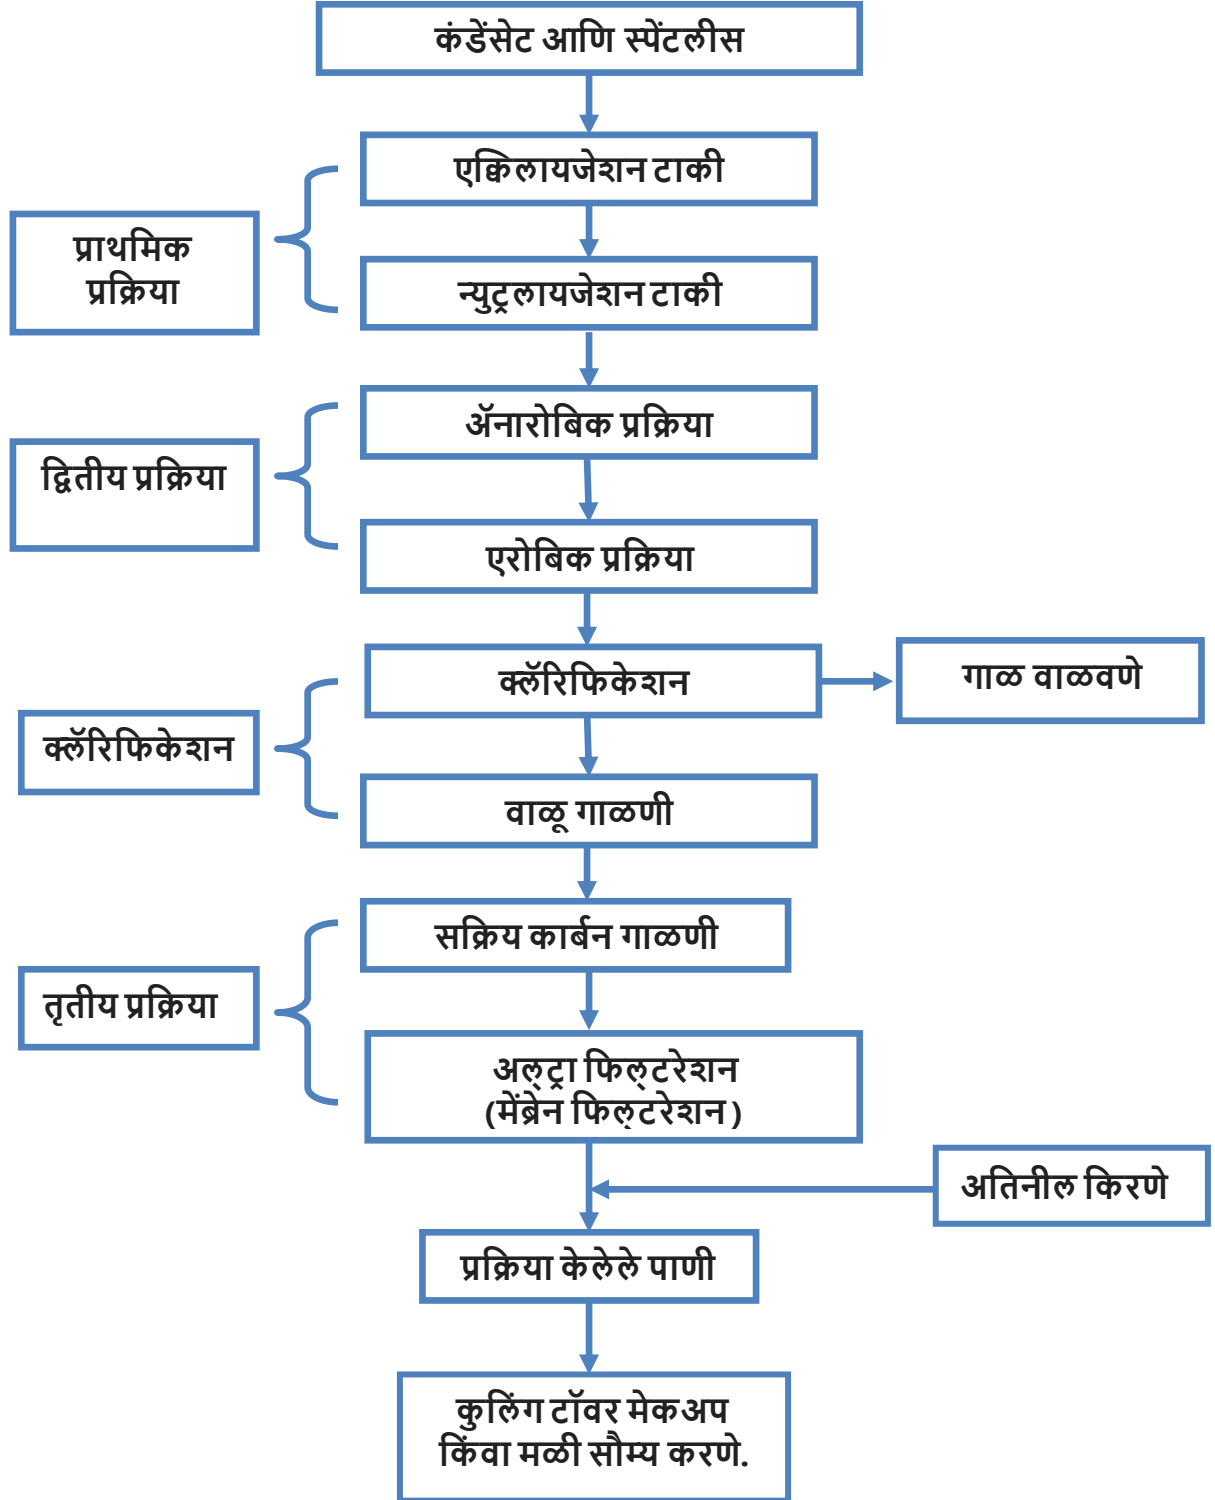 कंडेंसेट आणि स्पेंटलीस
एक्विलायजेशन टाकी
प्राथमिक
प्रक्रिया
न्युट्रलायजेशन टाकी
ॲनारोबिक प्रक्रिया
द्वितीय प्रक्रिया
एरोबिक प्रक्रिया
क्लॅरिफिकेशन
गाळ वाळवणे
क्लॅरिफिकेशन
वाळू गाळणी
सक्रिय कार्बन गाळणी
तृतीय प्रक्रिया
अल्ट्रा फिल्टरेशन
(मेंब्रेन फिल्टरेशन)
अतिनील किरणे
प्रक्रिया केलेले पाणी
कुलिंग टॉवर मेकअप
किंवा मळी सौम्य करणे.